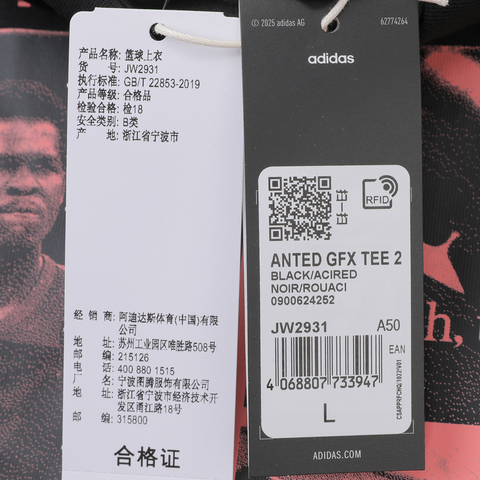 产品名称: 篮球上衣
货 号: JW2931
执行标准: GB/T 22853-2019
产品等级: 合格品
检验合格: 检18
安全类别: B类
产 地: 浙江省宁波市
经 销 商: 阿迪达斯体育(中国)有限
公司
地 址: 苏州工业园区唯胜路508号
邮 编: 215126
电 话: 400 880 1515
工 厂: 宁波图腾服饰有限公司
地 址: 浙江省宁波市经济技术开
发区甬江路18号
邮 编: 315800
合格证
© 2025 adidas AG
62774264
adidas
RFID
ANTED GFX TEE 2
BLACK/ACIRED
NOIR/ROUACI
0900624252
JW2931 A50
EAN
4 068807 733947
L
ADIDAS.COM